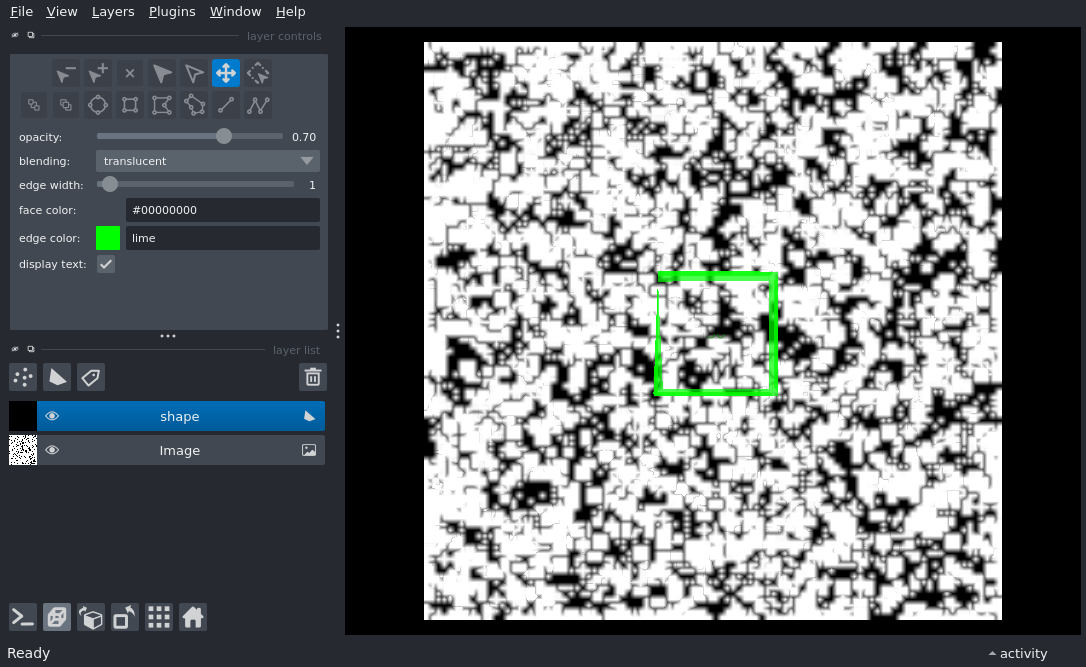 File View Layers Plugins Window Help
layer controls
opacity: 0.70
blending: translucent
edge width: 1
face color: #00000000
edge color: lime
display text:
layer list
shape
Image
Ready
activity